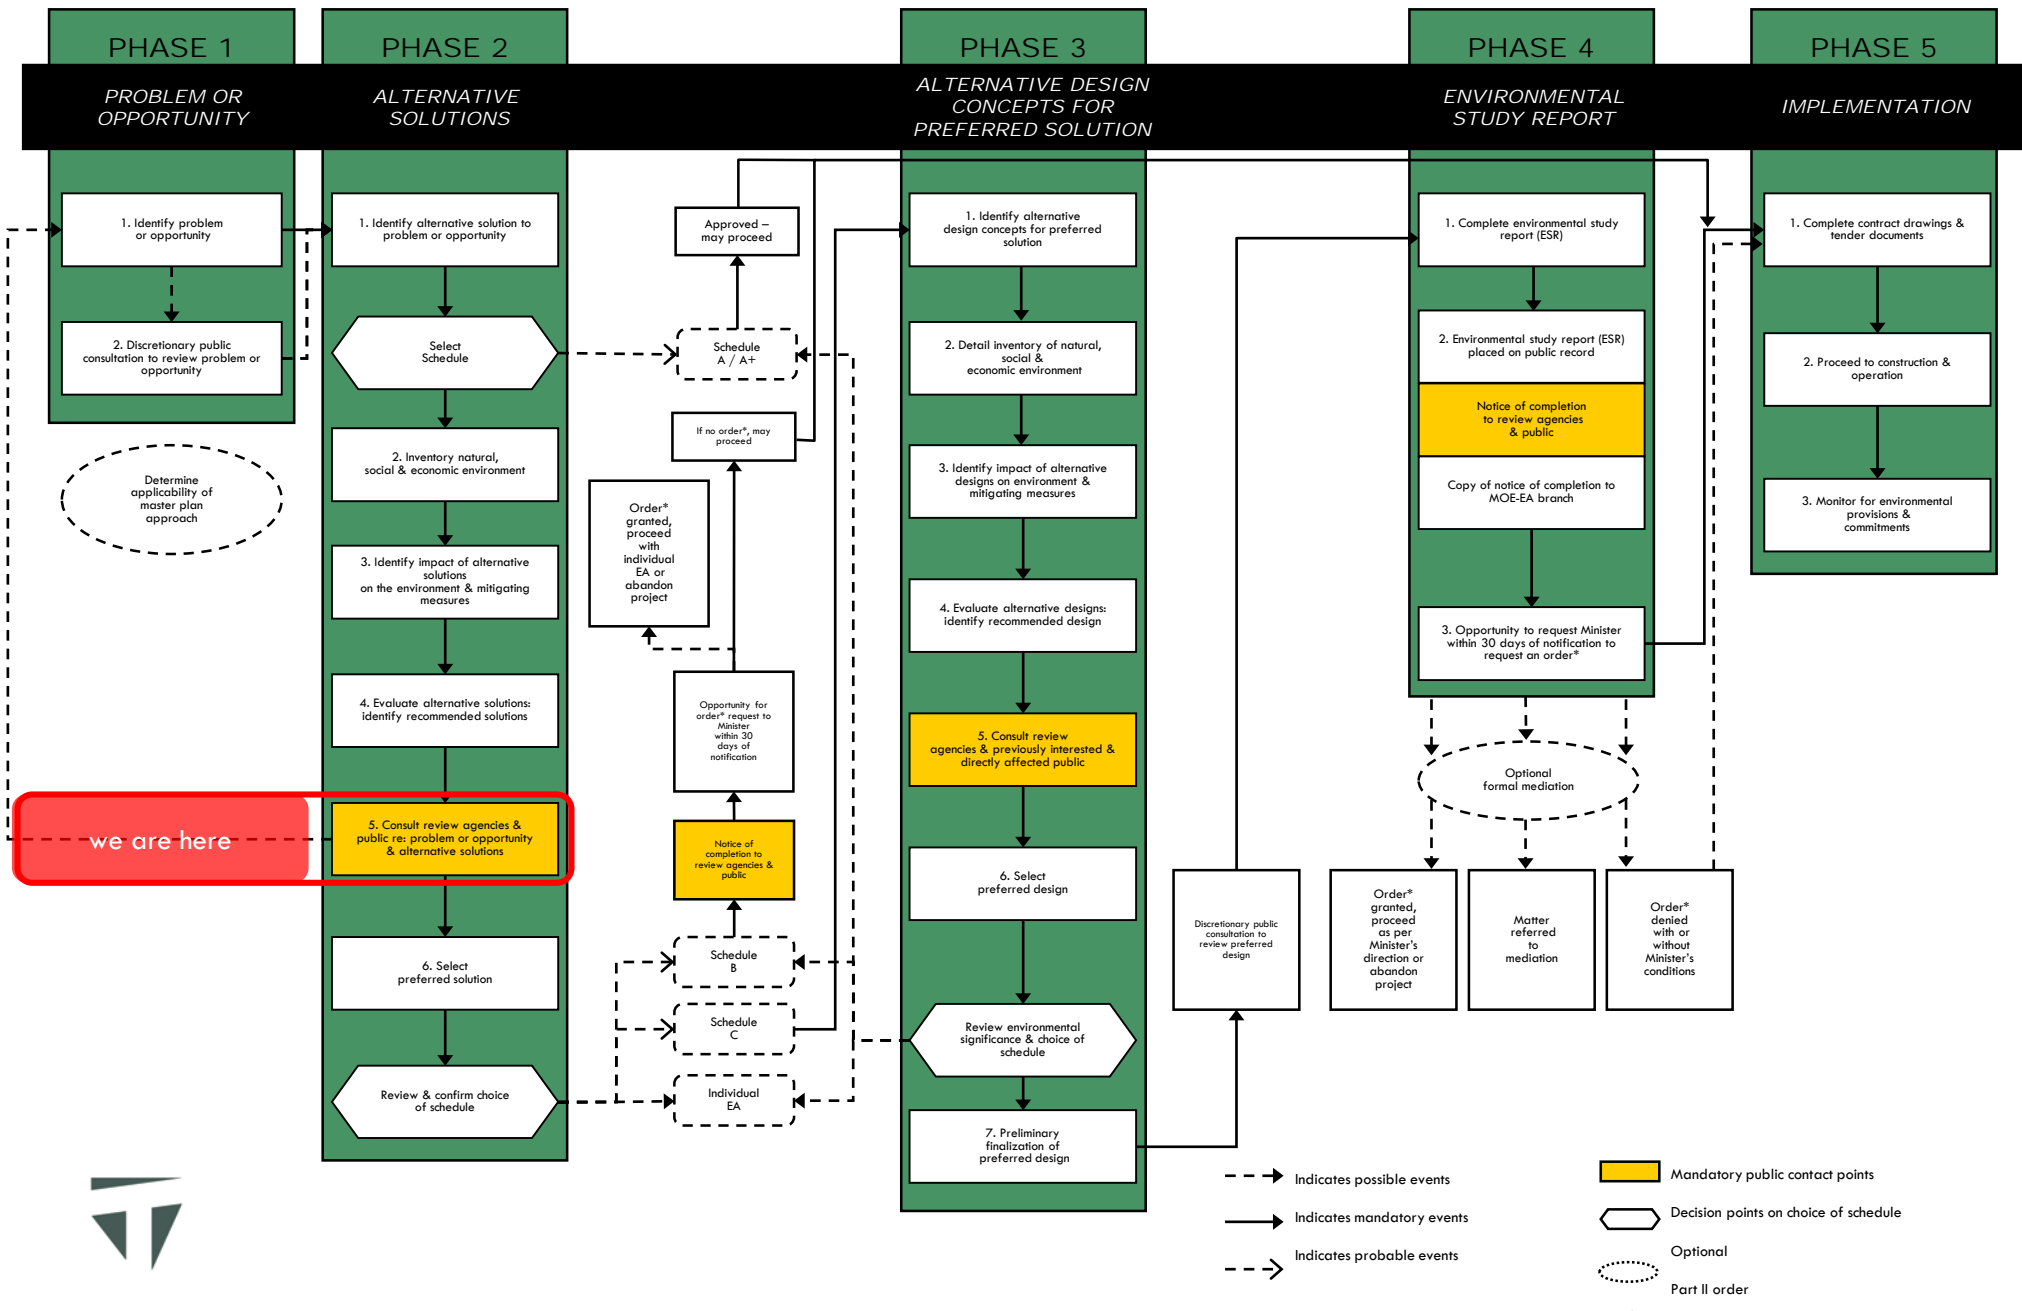 PHASE 1
PROBLEM OR
OPPORTUNITY
1. Identify problem
or opportunity
2. Discretionary public
consultation to review problem or
opportunity
Determine
applicability of
master plan
approach
we are here
PHASE 2
ALTERNATIVE
SOLUTIONS
1. Identify alternative solution to
problem or opportunity
Select
Schedule
2. Inventory natural,
social & economic environment
3. Identify impact of alternative
solutions
on the environment & mitigating
measures
4. Evaluate alternative solutions:
identify recommended solutions
5. Consult review agencies &
public re: problem or opportunity
& alternative solutions
6. Select
preferred solution
Review & confirm choice
of schedule
Approved –
may proceed
Schedule
A / A+
If no order*, may
proceed
Order*
granted,
proceed
with
individual
EA or
abandon
project
Opportunity for
order* request to
Minister
within 30
days of
notification
Notice of
completion to
review agencies &
public
Schedule
B
Schedule
C
Individual
EA
PHASE 3
ALTERNATIVE DESIGN
CONCEPTS FOR
PREFERRED SOLUTION
1. Identify alternative
design concepts for preferred
solution
2. Detail inventory of natural,
social &
economic environment
3. Identify impact of alternative
designs on environment &
mitigating measures
4. Evaluate alternative designs:
identify recommended design
5. Consult review
agencies & previously interested &
directly affected public
6. Select
preferred design
Review environmental
significance & choice of
schedule
7. Preliminary
finalization of
preferred design
Discretionary public
consultation to
review preferred
design
PHASE 4
ENVIRONMENTAL
STUDY REPORT
1. Complete environmental study
report (ESR)
2. Environmental study report (ESR)
placed on public record
Notice of completion
to review agencies
& public
Copy of notice of completion to
MOE-EA branch
3. Opportunity to request Minister
within 30 days of notification to
request an order*
Optional
formal mediation
Order*
granted,
proceed
as per
Minister's
direction or
abandon
project
Matter
referred
to
mediation
Order*
denied
with or
without
Minister's
conditions
PHASE 5
IMPLEMENTATION
1. Complete contract drawings &
tender documents
2. Proceed to construction &
operation
3. Monitor for environmental
provisions &
commitments
Indicates possible events
Indicates mandatory events
Indicates probable events
Mandatory public contact points
Decision points on choice of schedule
Optional
Part II order